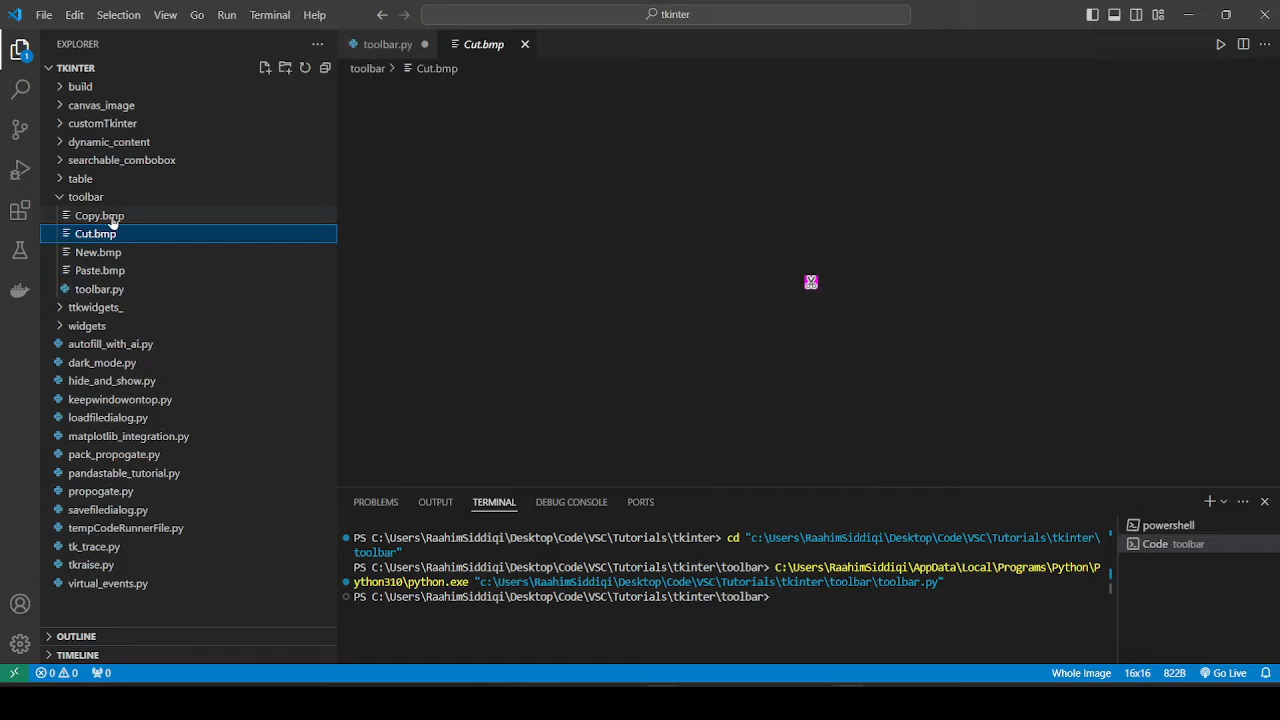 File Edit Selection View Go Run Terminal Help
tkinter
EXPLORER
toolbar.py
Cut.bmp
TKINTER
toolbar > Cut.bmp
build
canvas_image
customTkinter
dynamic_content
searchable_combobox
table
toolbar
Copy.bmp
Cut.bmp
New.bmp
Paste.bmp
toolbar.py
ttkwidgets_
widgets
autofill_with_ai.py
dark_mode.py
hide_and_show.py
keepwindowontop.py
loadfiledialog.py
matplotlib_integration.py
pack_propogate.py
pandastable_tutorial.py
propogate.py
savefiledialog.py
tempCodeRunnerFile.py
tk_trace.py
tkraise.py
virtual_events.py
OUTLINE
TIMELINE
PROBLEMS OUTPUT TERMINAL DEBUG CONSOLE PORTS
PS C:\Users\RaahimSiddiqi\Desktop\Code\VSC\Tutorials\tkinter> cd "c:\Users\RaahimSiddiqi\Desktop\Code\VSC\Tutorials\tkinter\
toolbar"
PS C:\Users\RaahimSiddiqi\Desktop\Code\VSC\Tutorials\tkinter\toolbar> C:\Users\RaahimSiddiqi\AppData\Local\Programs\Python\P
ython310\python.exe "c:\Users\RaahimSiddiqi\Desktop\Code\VSC\Tutorials\tkinter\toolbar\toolbar.py"
PS C:\Users\RaahimSiddiqi\Desktop\Code\VSC\Tutorials\tkinter\toolbar>
powershell
Code toolbar
1
0 0 0
Whole Image 16x16 822B Go Live